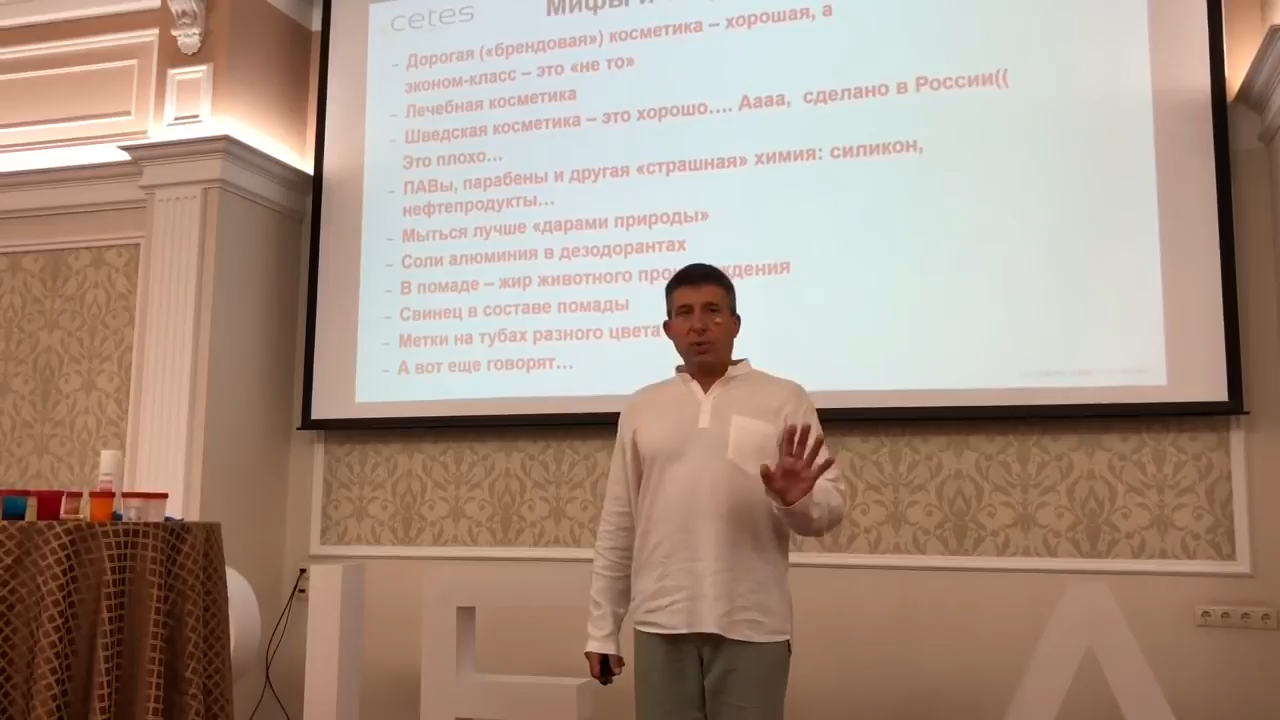 cetes
Мифы и
– Дорогая («брендовая») косметика – хорошая, а
эконом-класс – это «не то»
– Лечебная косметика
– Шведская косметика – это хорошо…. Аааа, сделано в России((
Это плохо…
– ПАВы, парабены и другая «страшная» химия: силикон,
нефтепродукты…
– Мыться лучше «дарами природы»
– Соли алюминия в дезодорантах
– В помаде – жир животного
– Свинец в составе помады
– Метки на тубах разного цвета
– А вот еще говорят…